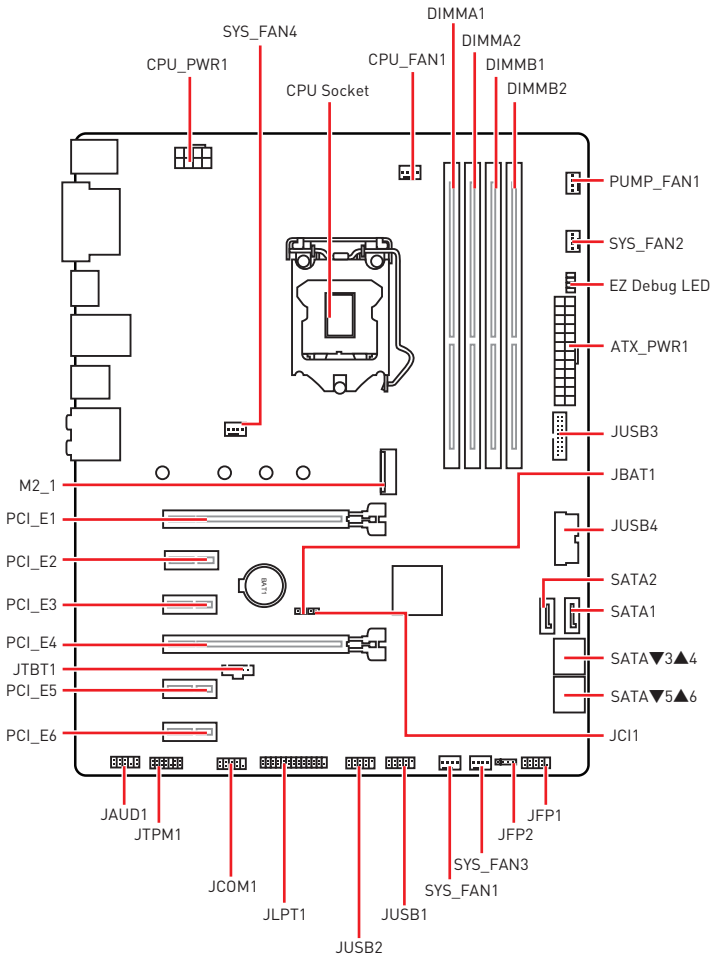 DIMMA1
SYS_FAN4
DIMMA2
CPU_PWR1
CPU_FAN1
DIMMB1
CPU Socket
DIMMB2
PUMP_FAN1
SYS_FAN2
EZ Debug LED
ATX_PWR1
JUSB3
JBAT1
M2_1
PCI_E1
JUSB4
PCI_E2
BAT1
SATA2
PCI_E3
SATA1
PCI_E4
SATA▼3▲4
JTBT1
PCI_E5
SATA▼5▲6
PCI_E6
JCI1
JAUD1
JFP1
JTPM1
JFP2
SYS_FAN3
JCOM1
SYS_FAN1
JLPT1
JUSB1
JUSB2